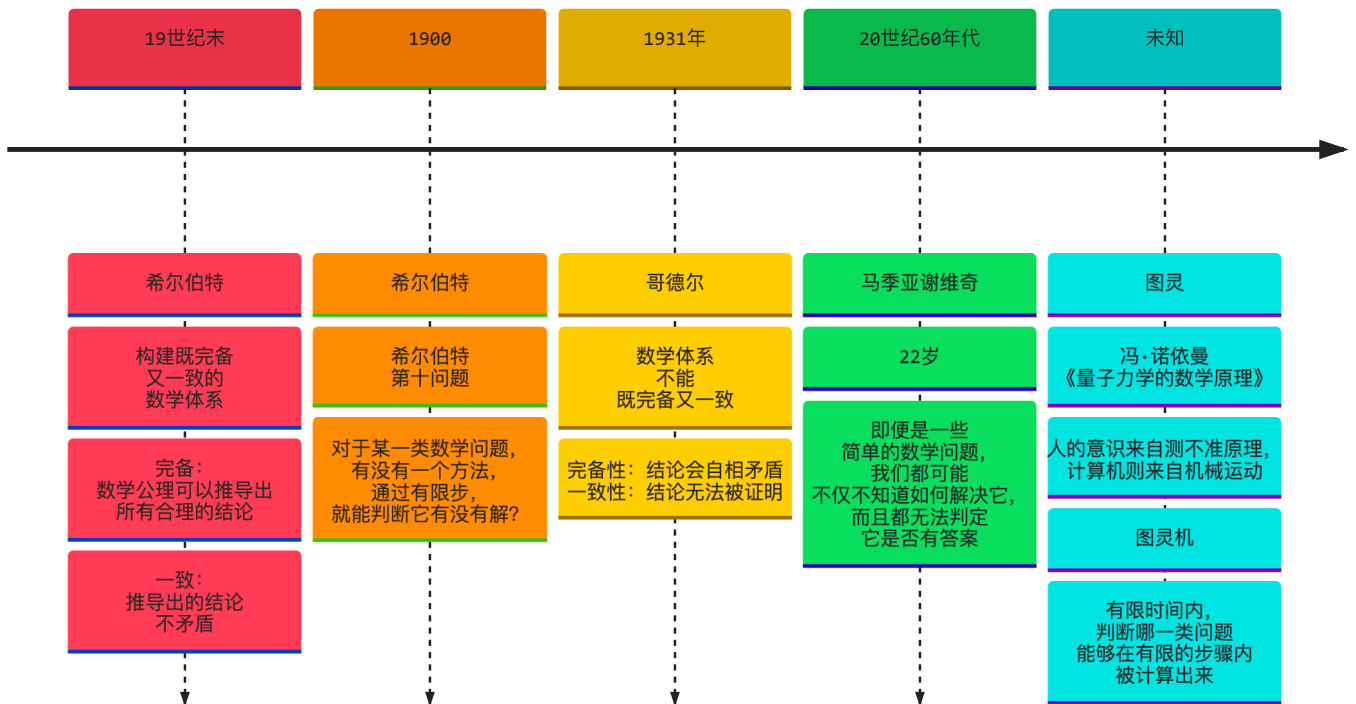 19世纪末
1900
1931年
20世纪60年代
未知
希尔伯特
构建既完备
又一致的
数学体系
完备：
数学公理可以推导出
所有合理的结论
一致：
推导出的结论
不矛盾
希尔伯特
希尔伯特
第十问题
对于某一类数学问题，
有没有一个方法，
通过有限步，
就能判断它有没有解？
哥德尔
数学体系
不能
既完备又一致
完备性：结论会自相矛盾
一致性：结论无法被证明
马季亚谢维奇
22岁
即便是一些
简单的数学问题，
我们都可能
不仅不知道如何解决它，
而且都无法判定
它是否有答案
图灵
冯·诺依曼
《量子力学的数学原理》
人的意识来自测不准原理，
计算机则来自机械运动
图灵机
有限时间内，
判断哪一类问题
能够在有限的步骤内
被计算出来